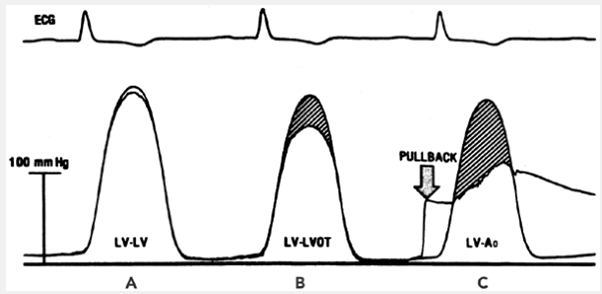 ECG
PULLBACK
100 mm Hg
LV-LV
LV-LVOT
LV-Ao
A
B
C